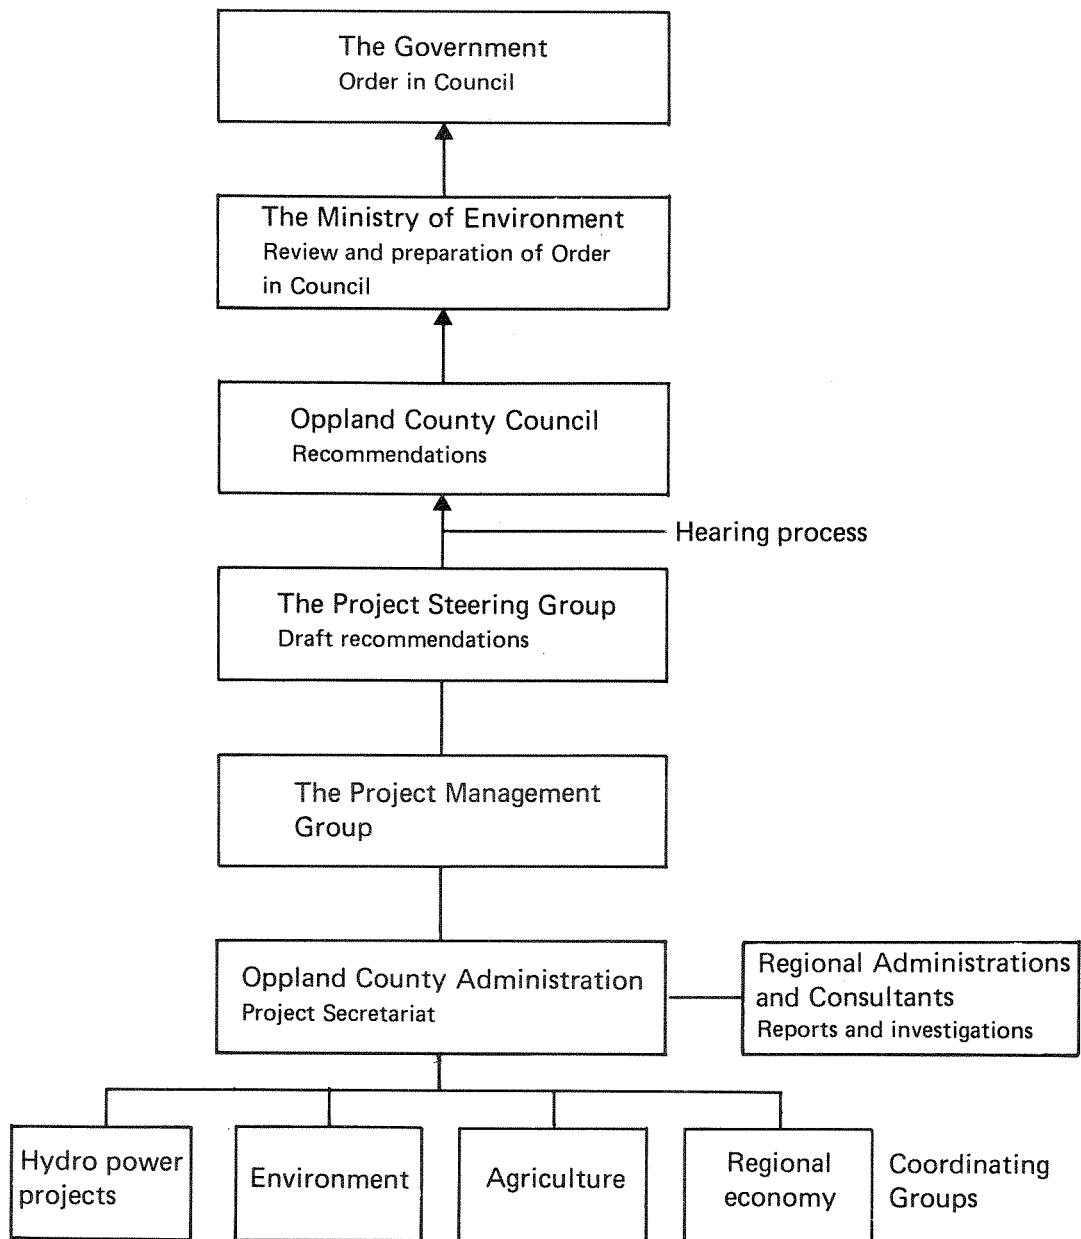 The Government
Order in Council
The Ministry of Environment
Review and preparation of Order
in Council
Oppland County Council
Recommendations
Hearing process
The Project Steering Group
Draft recommendations
The Project Management
Group
Oppland County Administration
Project Secretariat
Regional Administrations
and Consultants
Reports and investigations
Hydro power
projects
Environment
Agriculture
Regional
economy
Coordinating
Groups